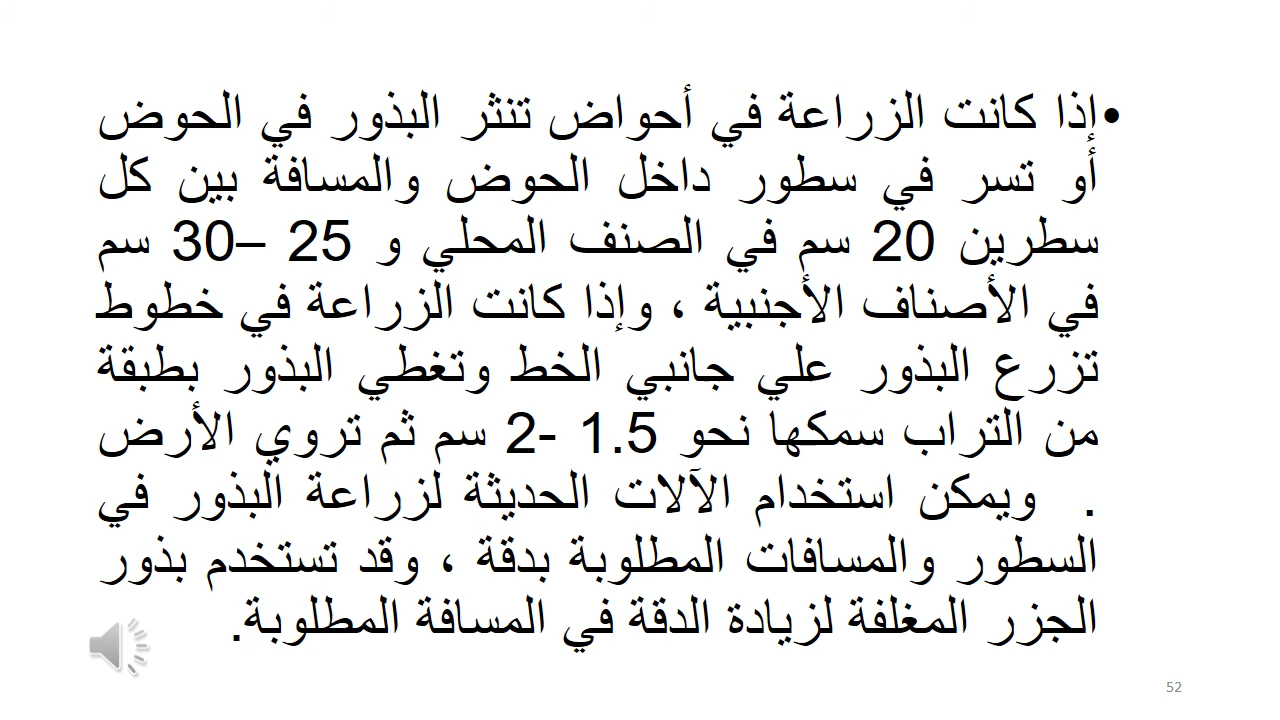 •إذا كانت الزراعة في أحواض تنثر البذور في الحوض
أو تسر في سطور داخل الحوض والمسافة بين كل
سطرين 20 سم في الصنف المحلي و 25 –30 سم
في الأصناف الأجنبية ، وإذا كانت الزراعة في خطوط
تزرع البذور علي جانبي الخط وتغطي البذور بطبقة
من التراب سمكها نحو 1.5 -2 سم ثم تروي الأرض
. ويمكن استخدام الآلات الحديثة لزراعة البذور في
السطور والمسافات المطلوبة بدقة ، وقد تستخدم بذور
الجزر المغلفة لزيادة الدقة في المسافة المطلوبة.
52